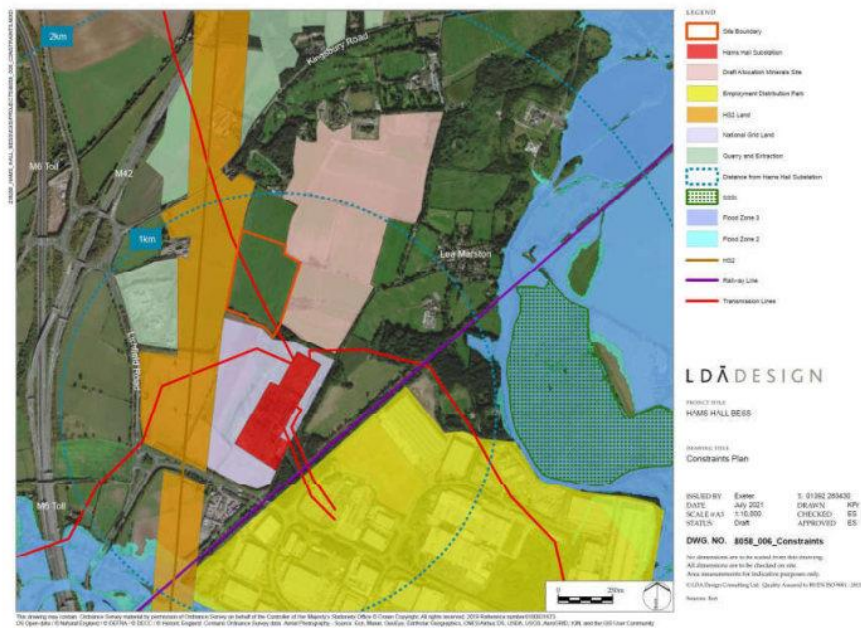 2km
Kingsbury Road
M6 Toll
M42
1km
Lea Marston
Lichfield Road
M6 Toll
LEGEND
Site Boundary
Hams Hall Substation
Draft Allocation Minerals Site
Employment Distribution Park
HS2 Land
National Grid Land
Quarry and Extraction
Distance from Hams Hall Substation
SSSIs
Flood Zone 3
Flood Zone 2
HS2
Railway Line
Transmission Lines
LDĀDESIGN
PROJECT TITLE
HAMS HALL BESS
DRAWING TITLE
Constraints Plan
ISSUED BY Exeter T: 01392 260430
DATE July 2021 DRAWN
SCALE @A3 1:10,000 CHECKED ES
STATUS Draft APPROVED ES
DWG. NO. 8058_006_Constraints
No dimensions are to be scaled from this drawing.
All dimensions are to be checked on site.
Area measurements for indicative purposes only.